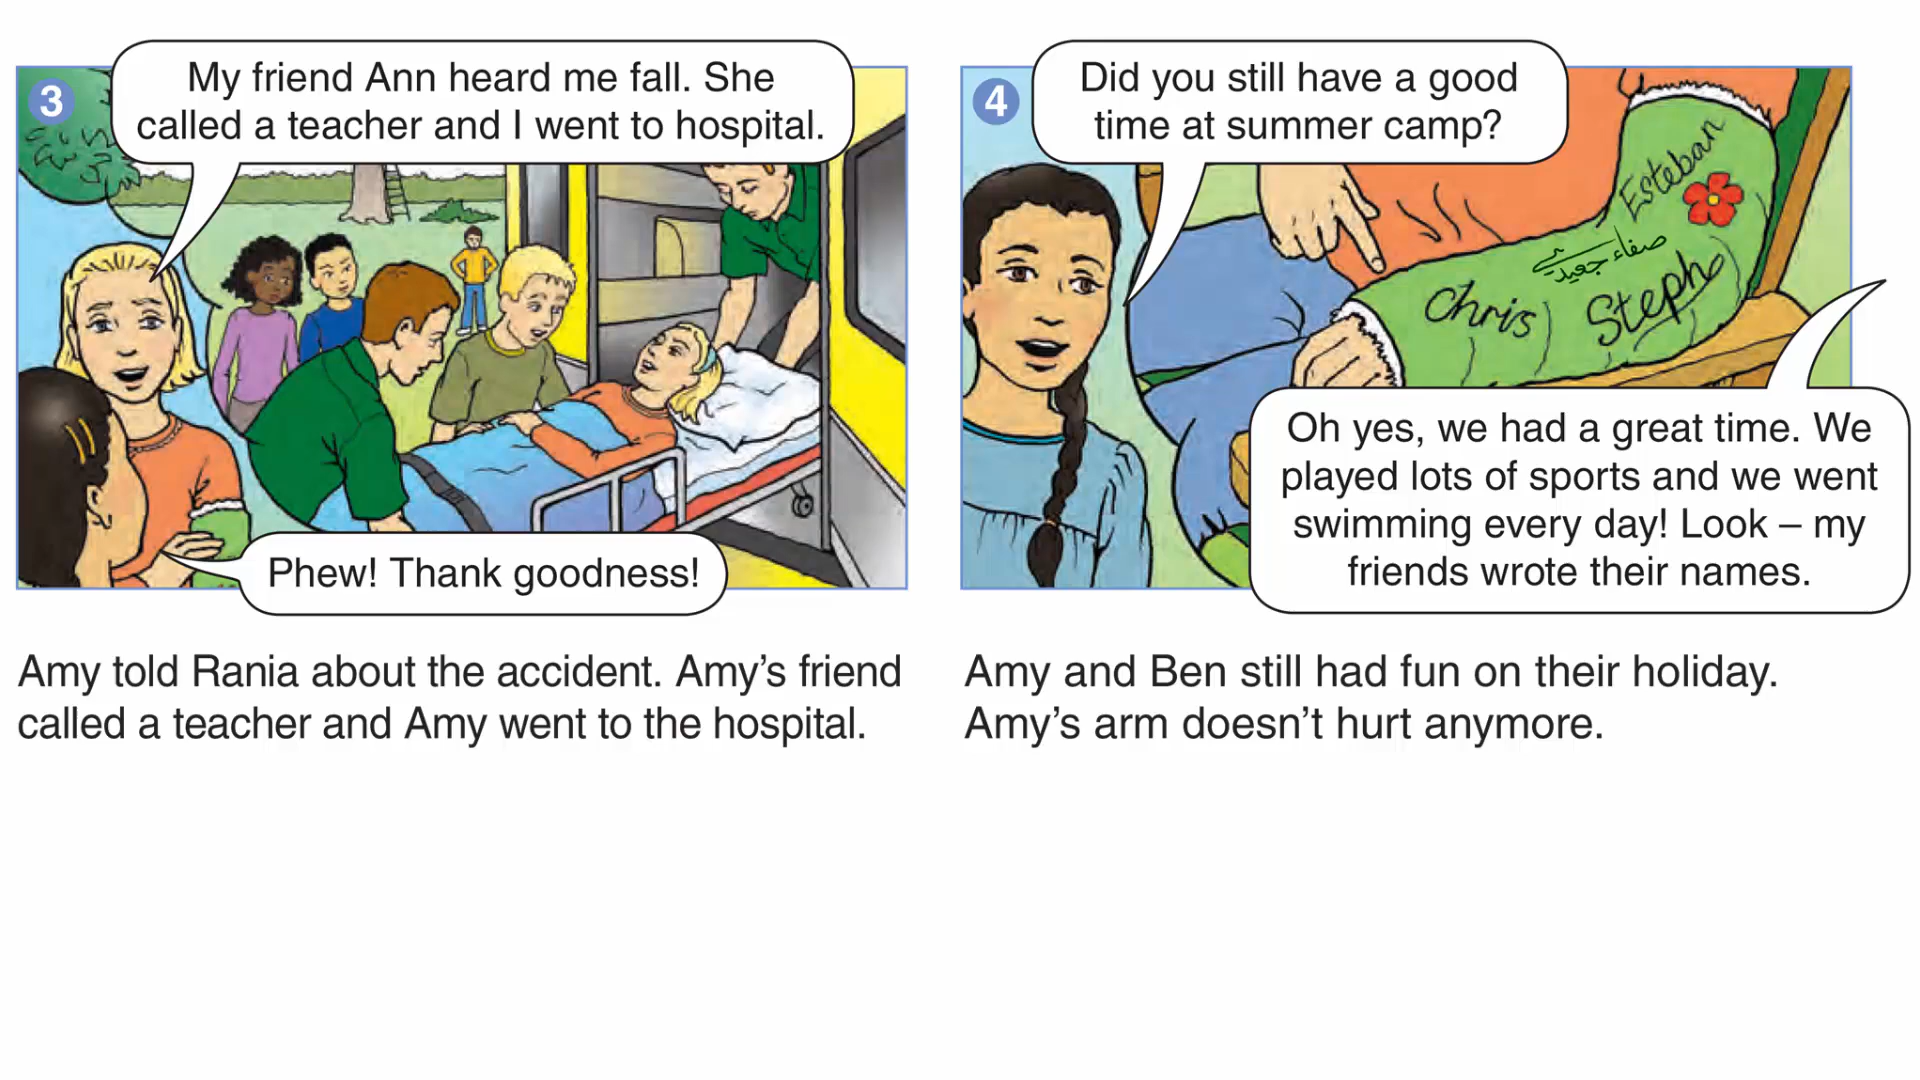 3
My friend Ann heard me fall. She
called a teacher and I went to hospital.
Phew! Thank goodness!
Amy told Rania about the accident. Amy’s friend
called a teacher and Amy went to the hospital.
4
Did you still have a good
time at summer camp?
Esteban
صفاء جعيدي
Chris
Steph
Oh yes, we had a great time. We
played lots of sports and we went
swimming every day! Look – my
friends wrote their names.
Amy and Ben still had fun on their holiday.
Amy’s arm doesn’t hurt anymore.